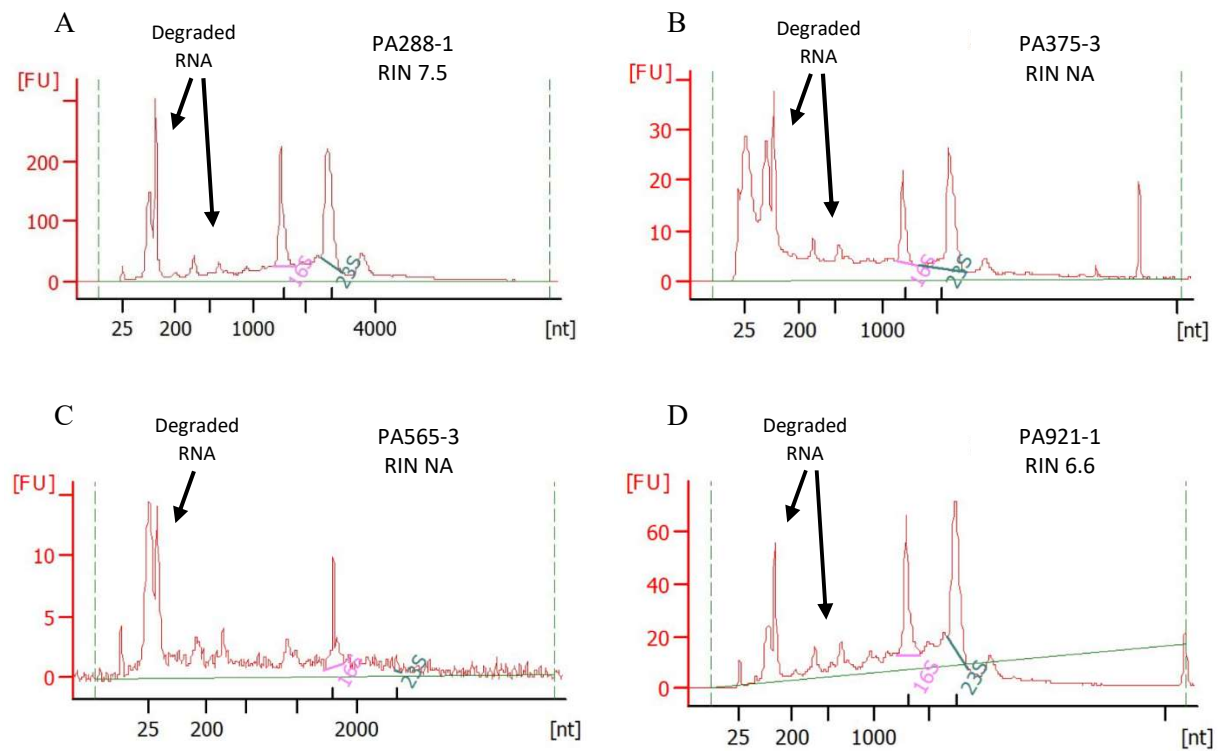 A
Degraded
RNA
PA288-1
RIN 7.5
[FU]
200
100
0
16S
23S
25 200 1000 4000 [nt]
B
Degraded
RNA
PA375-3
RIN NA
[FU]
30
20
10
0
16S
23S
25 200 1000 [nt]
C
Degraded
RNA
PA565-3
RIN NA
[FU]
10
5
0
16S
23S
25 200 2000 [nt]
D
Degraded
RNA
PA921-1
RIN 6.6
[FU]
60
40
20
0
16S
23S
25 200 1000 [nt]